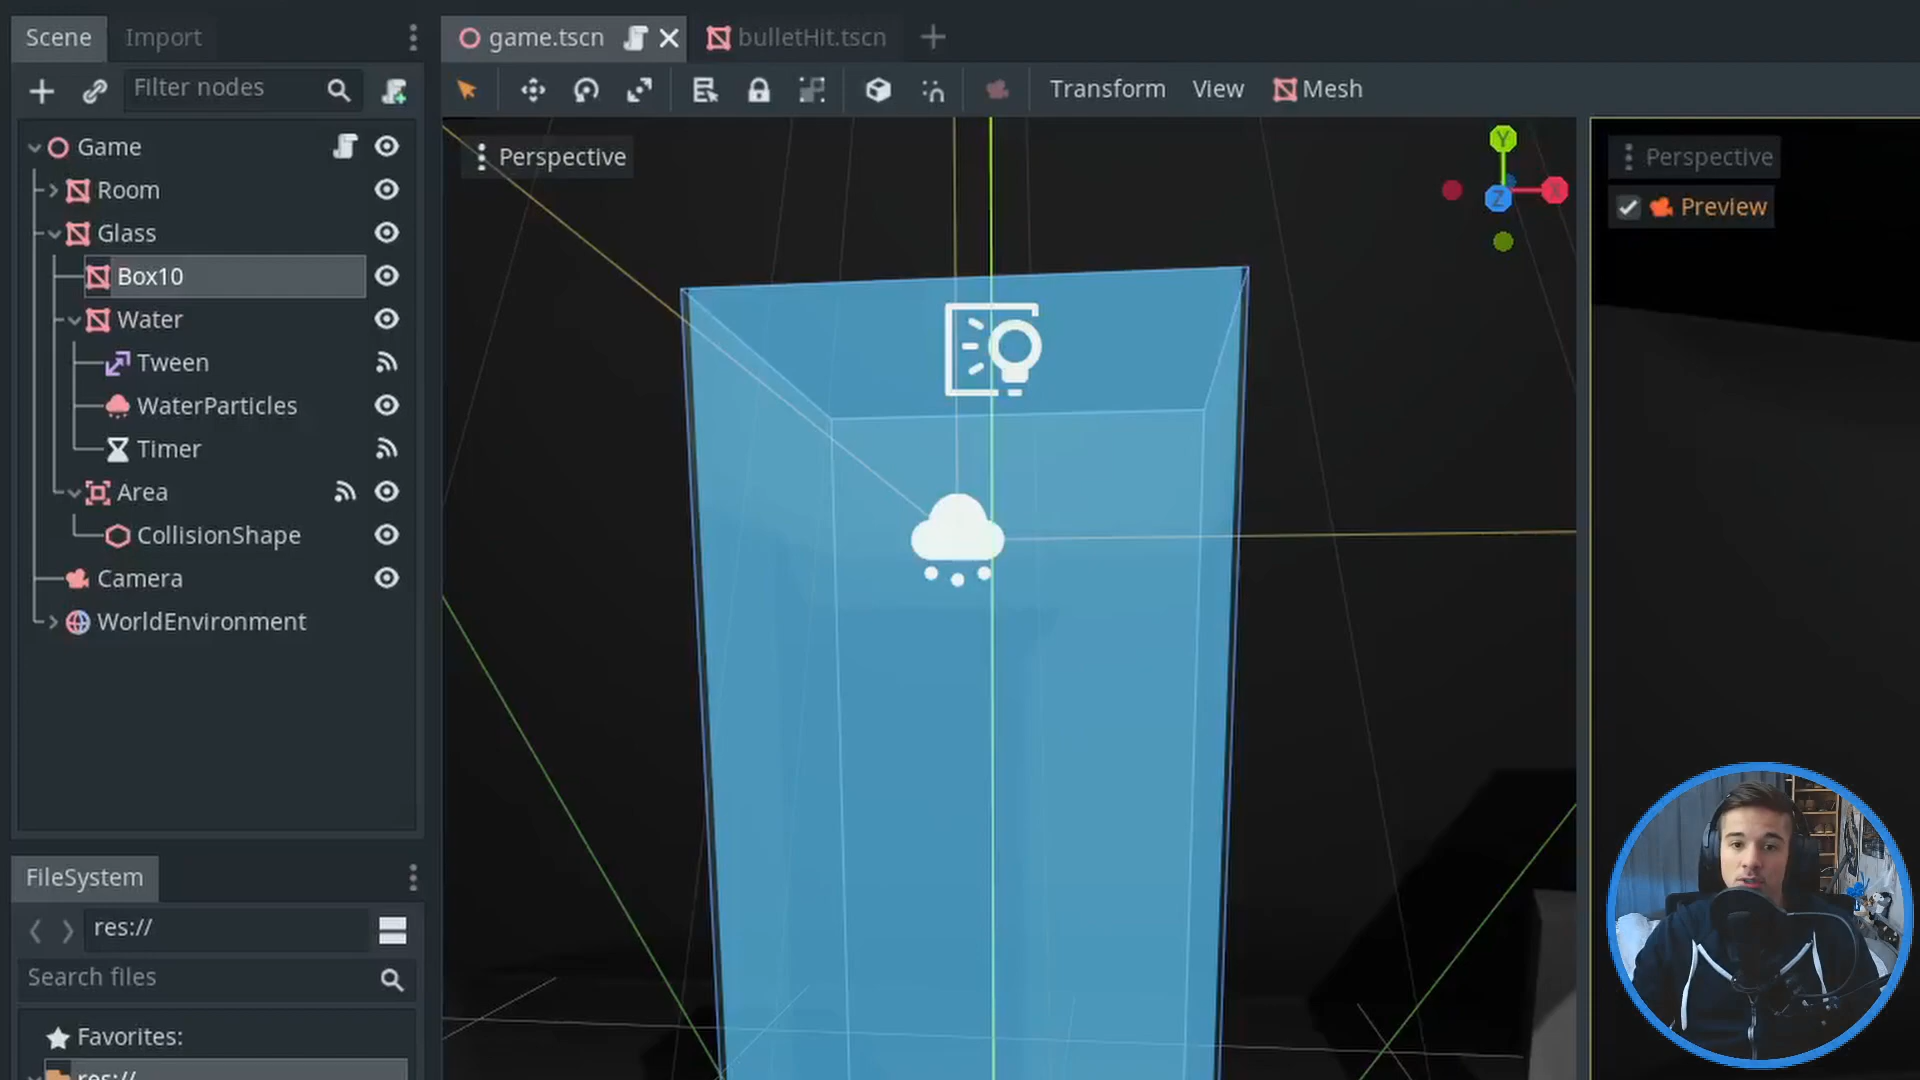 Scene
Import
game.tscn
bulletHit.tscn
Filter nodes
Transform
View
Mesh
Game
Room
Glass
Box10
Water
Tween
WaterParticles
Timer
Area
CollisionShape
Camera
WorldEnvironment
Perspective
Y
X
Z
Perspective
Preview
FileSystem
res://
Search files
Favorites:
res://